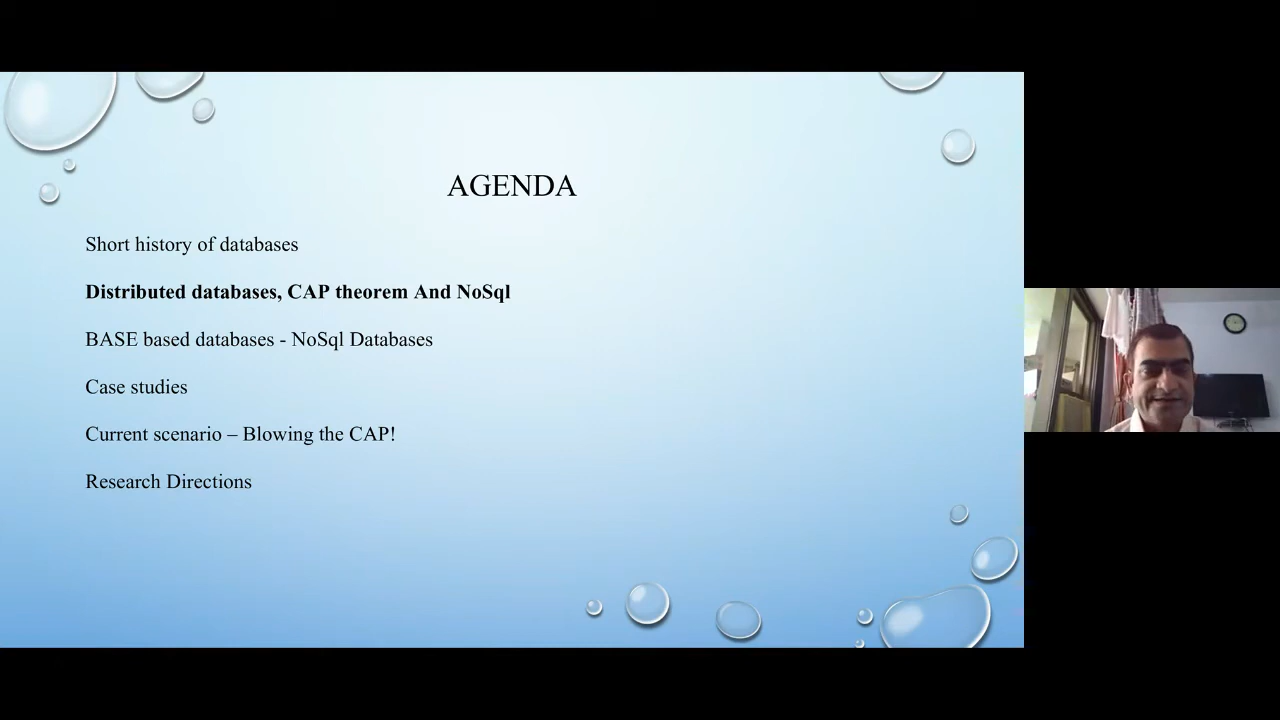 AGENDA
Short history of databases
Distributed databases, CAP theorem And NoSql
BASE based databases - NoSql Databases
Case studies
Current scenario – Blowing the CAP!
Research Directions